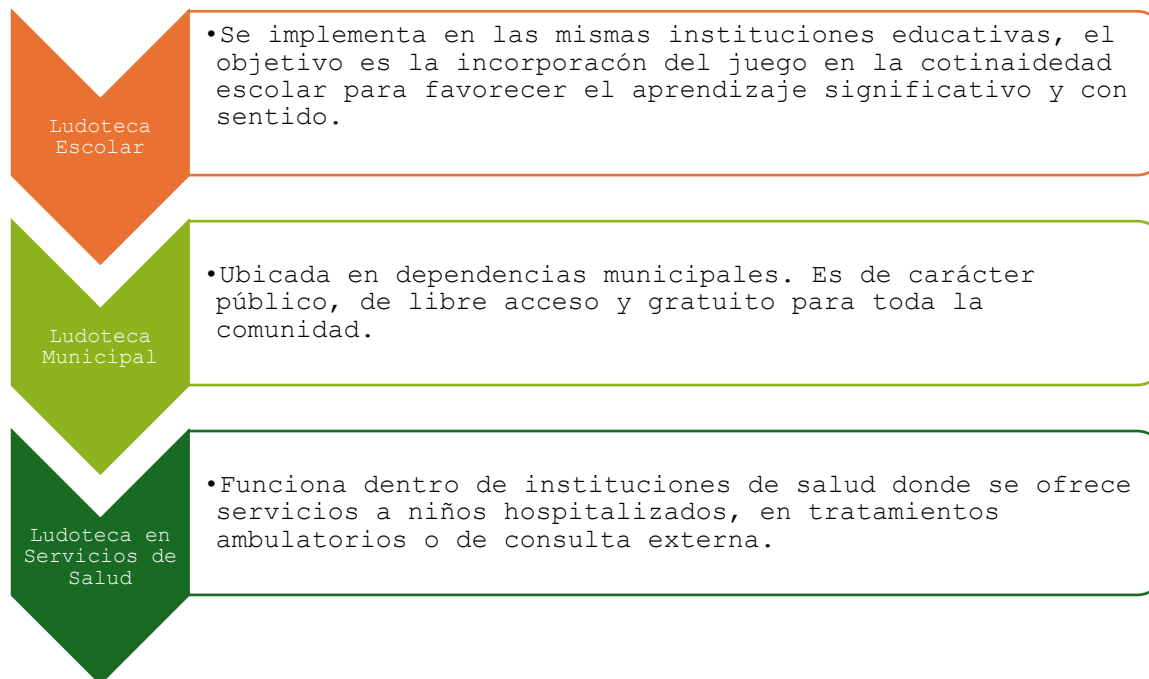 Ludoteca
Escolar
•Se implementa en las mismas instituciones educativas, el
objetivo es la incorporacón del juego en la cotinaidedad
escolar para favorecer el aprendizaje significativo y con
sentido.
Ludoteca
Municipal
•Ubicada en dependencias municipales. Es de carácter
público, de libre acceso y gratuito para toda la
comunidad.
Ludoteca en
Servicios de
Salud
•Funciona dentro de instituciones de salud donde se ofrece
servicios a niños hospitalizados, en tratamientos
ambulatorios o de consulta externa.